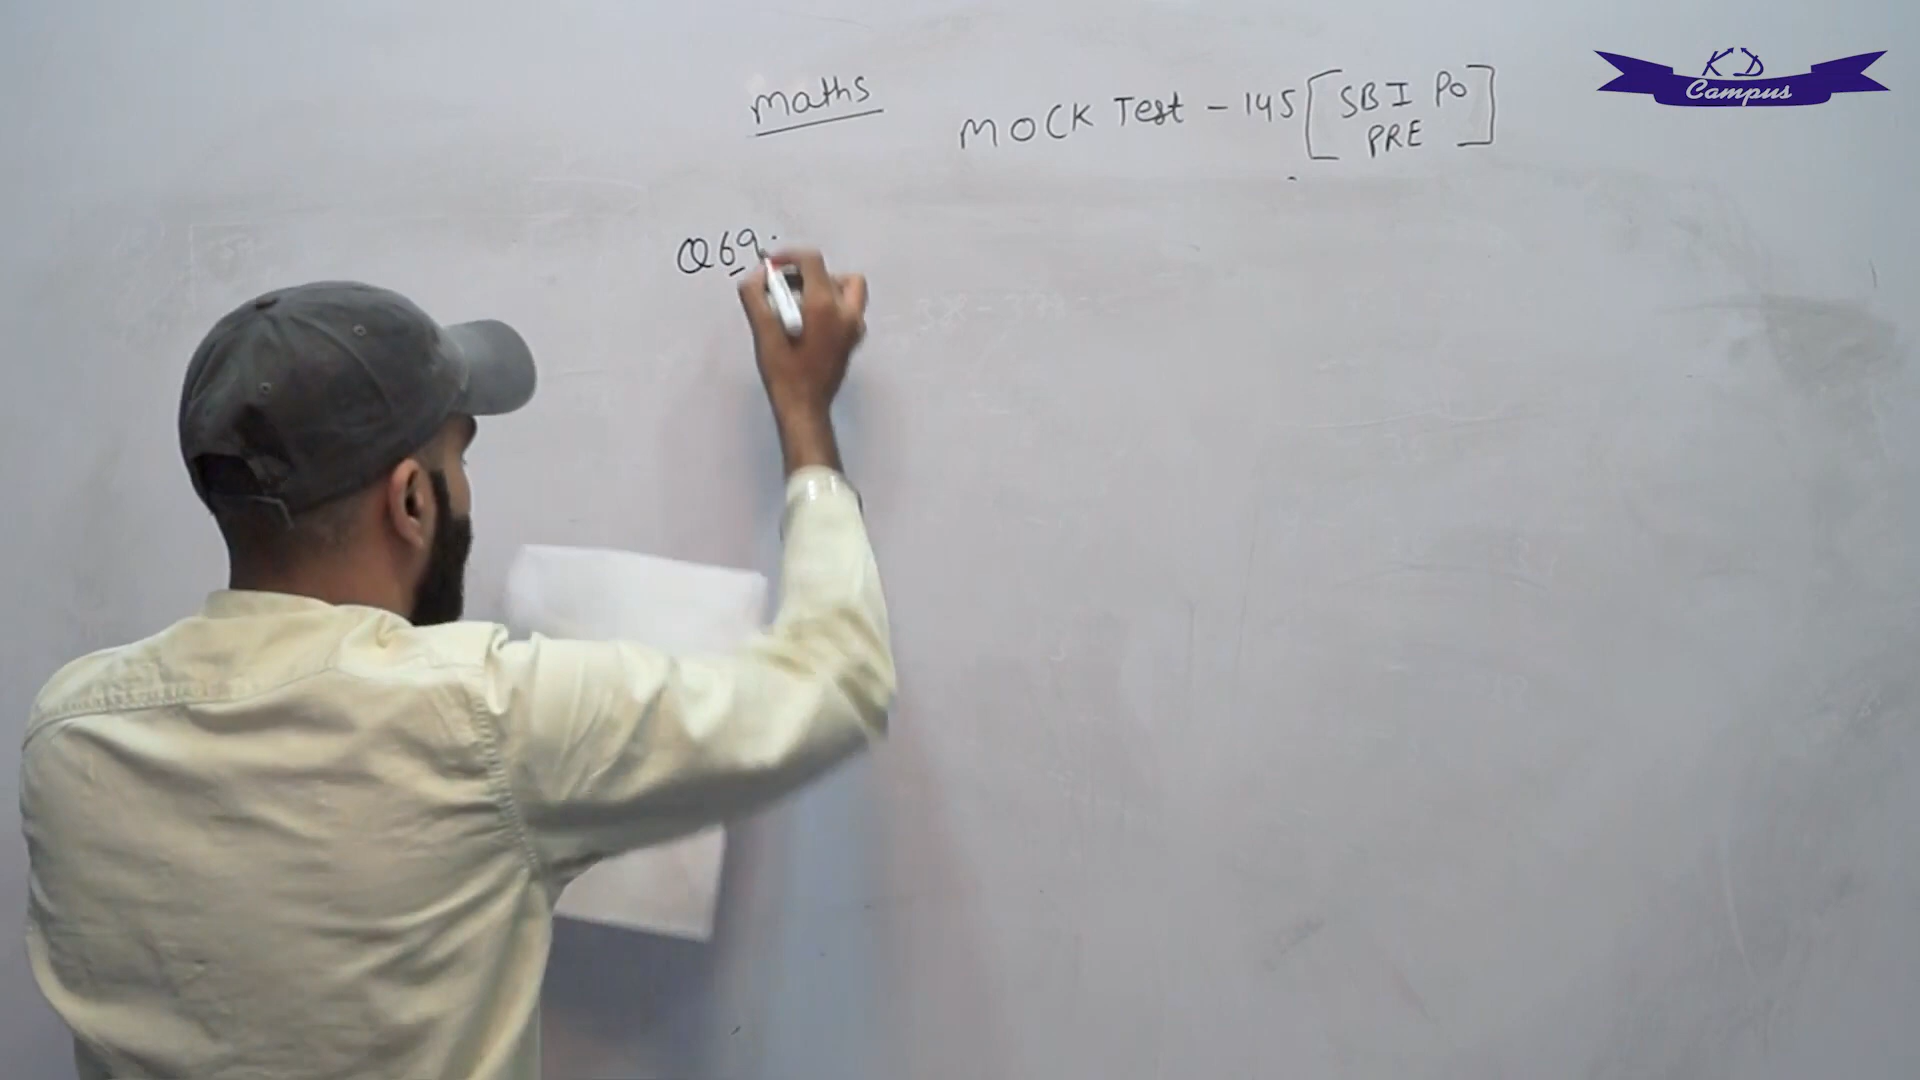 maths
MOCK Test - 145 [SBI PO
PRE]
Q69.
KD
Campus